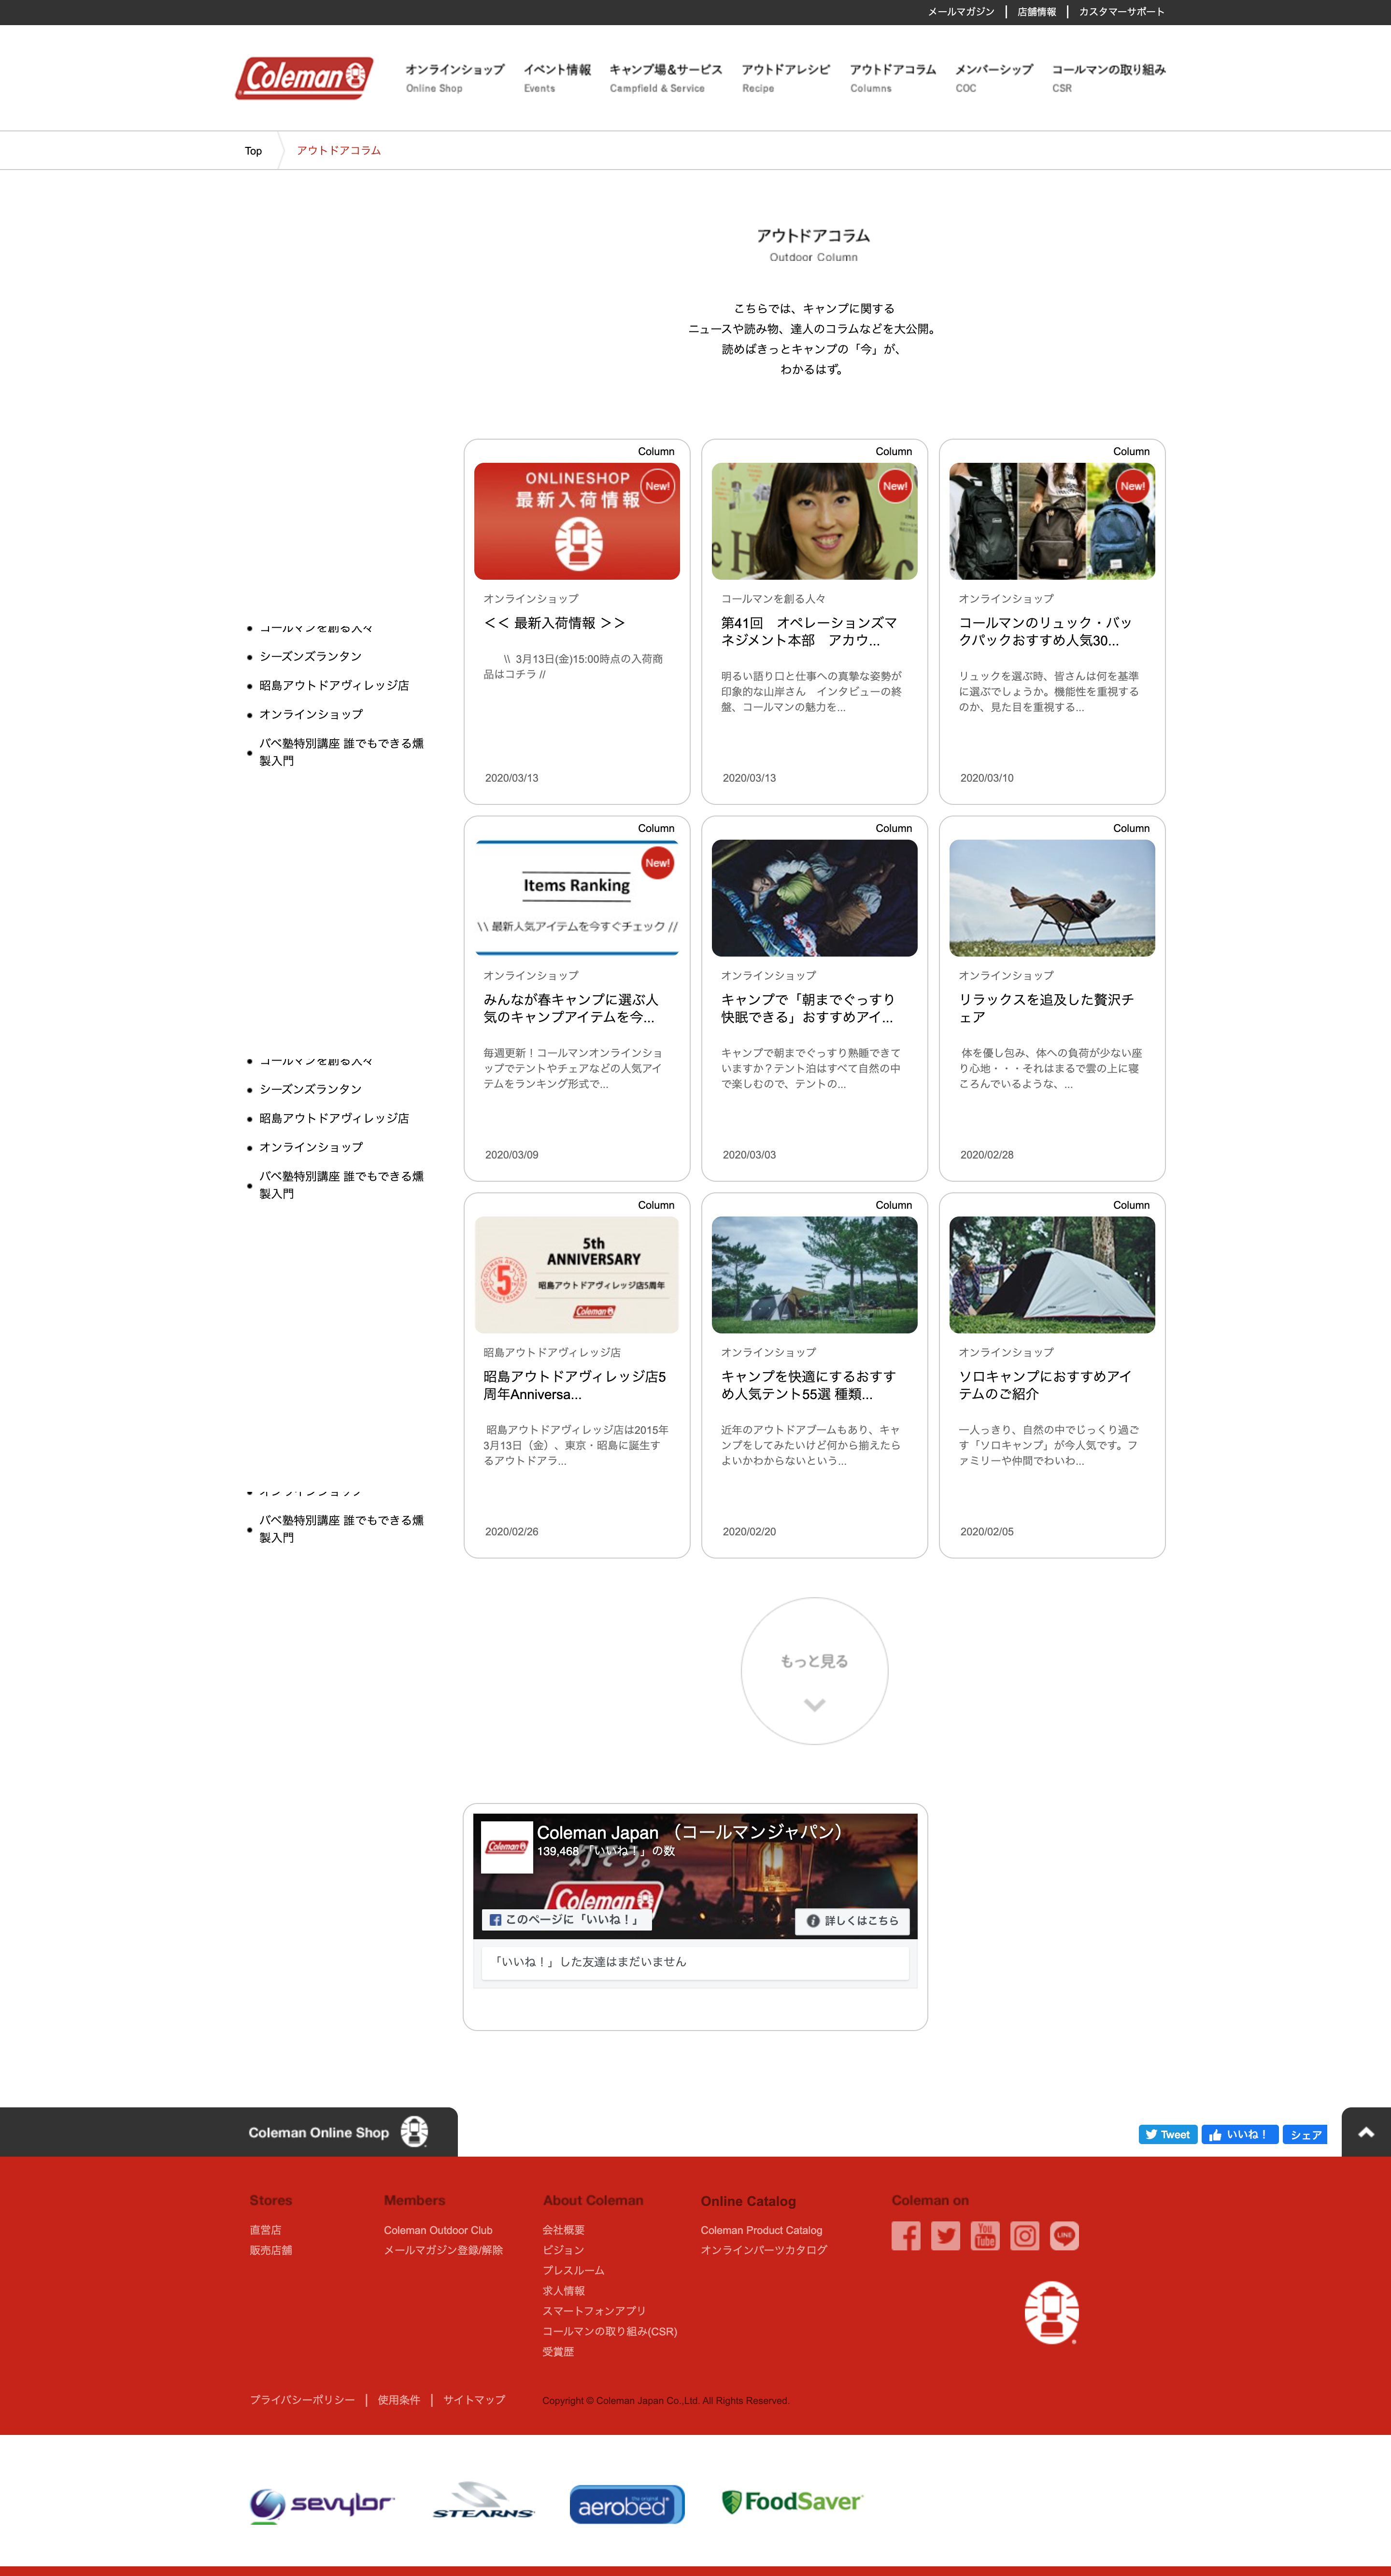 メールマガジン
店舗情報
カスタマーサポート
Coleman
オンラインショップ
Online Shop
イベント情報
Events
キャンプ場&サービス
Campfield & Service
アウトドアレシピ
Recipe
アウトドアコラム
Columns
メンバーシップ
COC
コールマンの取り組み
CSR
Top
アウトドアコラム
アウトドアコラム
Outdoor Column
こちらでは、キャンプに関する
ニュースや読み物、達人のコラムなどを大公開。
読めばきっとキャンプの「今」が、
わかるはず。
コールマンを創る人々
シーズンズランタン
昭島アウトドアヴィレッジ店
オンラインショップ
パペ塾特別講座 誰でもできる燻
製入門
Column
ONLINESHOP
最新入荷情報
New!
オンラインショップ
＜＜ 最新入荷情報 ＞＞
\\ 3月13日(金)15:00時点の入荷商
品はコチラ //
2020/03/13
Column
New!
コールマンを創る人々
第41回　オペレーションズマ
ネジメント本部　アカウ...
明るい語り口と仕事への真摯な姿勢が
印象的な山岸さん　インタビューの終
盤、コールマンの魅力を...
2020/03/13
Column
New!
オンラインショップ
コールマンのリュック・バッ
クパックおすすめ人気30...
リュックを選ぶ時、皆さんは何を基準
に選ぶでしょうか。機能性を重視する
のか、見た目を重視する...
2020/03/10
Column
New!
Items Ranking
\\ 最新人気アイテムを今すぐチェック //
オンラインショップ
みんなが春キャンプに選ぶ人
気のキャンプアイテムを今...
毎週更新！コールマンオンラインショ
ップでテントやチェアなどの人気アイ
テムをランキング形式で...
2020/03/09
Column
オンラインショップ
キャンプで「朝までぐっすり
快眠できる」おすすめアイ...
キャンプで朝までぐっすり熟睡できて
いますか？テント泊はすべて自然の中
で楽しむので、テントの...
2020/03/03
Column
オンラインショップ
リラックスを追及した贅沢チ
ェア
体を優し包み、体への負荷が少ない座
り心地・・・それはまるで雲の上に寝
ころんでいるような、...
2020/02/28
コールマンを創る人々
シーズンズランタン
昭島アウトドアヴィレッジ店
オンラインショップ
パペ塾特別講座 誰でもできる燻
製入門
Column
5
5th
ANNIVERSARY
昭島アウトドアヴィレッジ店5周年
Coleman
昭島アウトドアヴィレッジ店
昭島アウトドアヴィレッジ店5
周年Anniversa...
昭島アウトドアヴィレッジ店は2015年
3月13日（金）、東京・昭島に誕生す
るアウトドアラ...
2020/02/26
Column
オンラインショップ
キャンプを快適にするおすす
め人気テント55選 種類...
近年のアウトドアブームもあり、キャ
ンプをしてみたいけど何から揃えたら
よいかわからないという...
2020/02/20
Column
オンラインショップ
ソロキャンプにおすすめアイ
テムのご紹介
一人っきり、自然の中でじっくり過ご
す「ソロキャンプ」が今人気です。フ
ァミリーや仲間でわいわ...
2020/02/05
オンラインショップ
パペ塾特別講座 誰でもできる燻
製入門
もっと見る
Coleman
Coleman Japan （コールマンジャパン）
139,468「いいね！」の数
灯そう。
Coleman
このページに「いいね！」
詳しくはこちら
「いいね！」した友達はまだいません
Coleman Online Shop
Tweet
いいね！
シェア
Stores
直営店
販売店舗
Members
Coleman Outdoor Club
メールマガジン登録/解除
About Coleman
会社概要
ビジョン
プレスルーム
求人情報
スマートフォンアプリ
コールマンの取り組み(CSR)
受賞歴
Online Catalog
Coleman Product Catalog
オンラインパーツカタログ
Coleman on
You Tube
LINE
プライバシーポリシー
使用条件
サイトマップ
Copyright © Coleman Japan Co.,Ltd. All Rights Reserved.
sevylor
STEARNS
the original
aerobed
FoodSaver